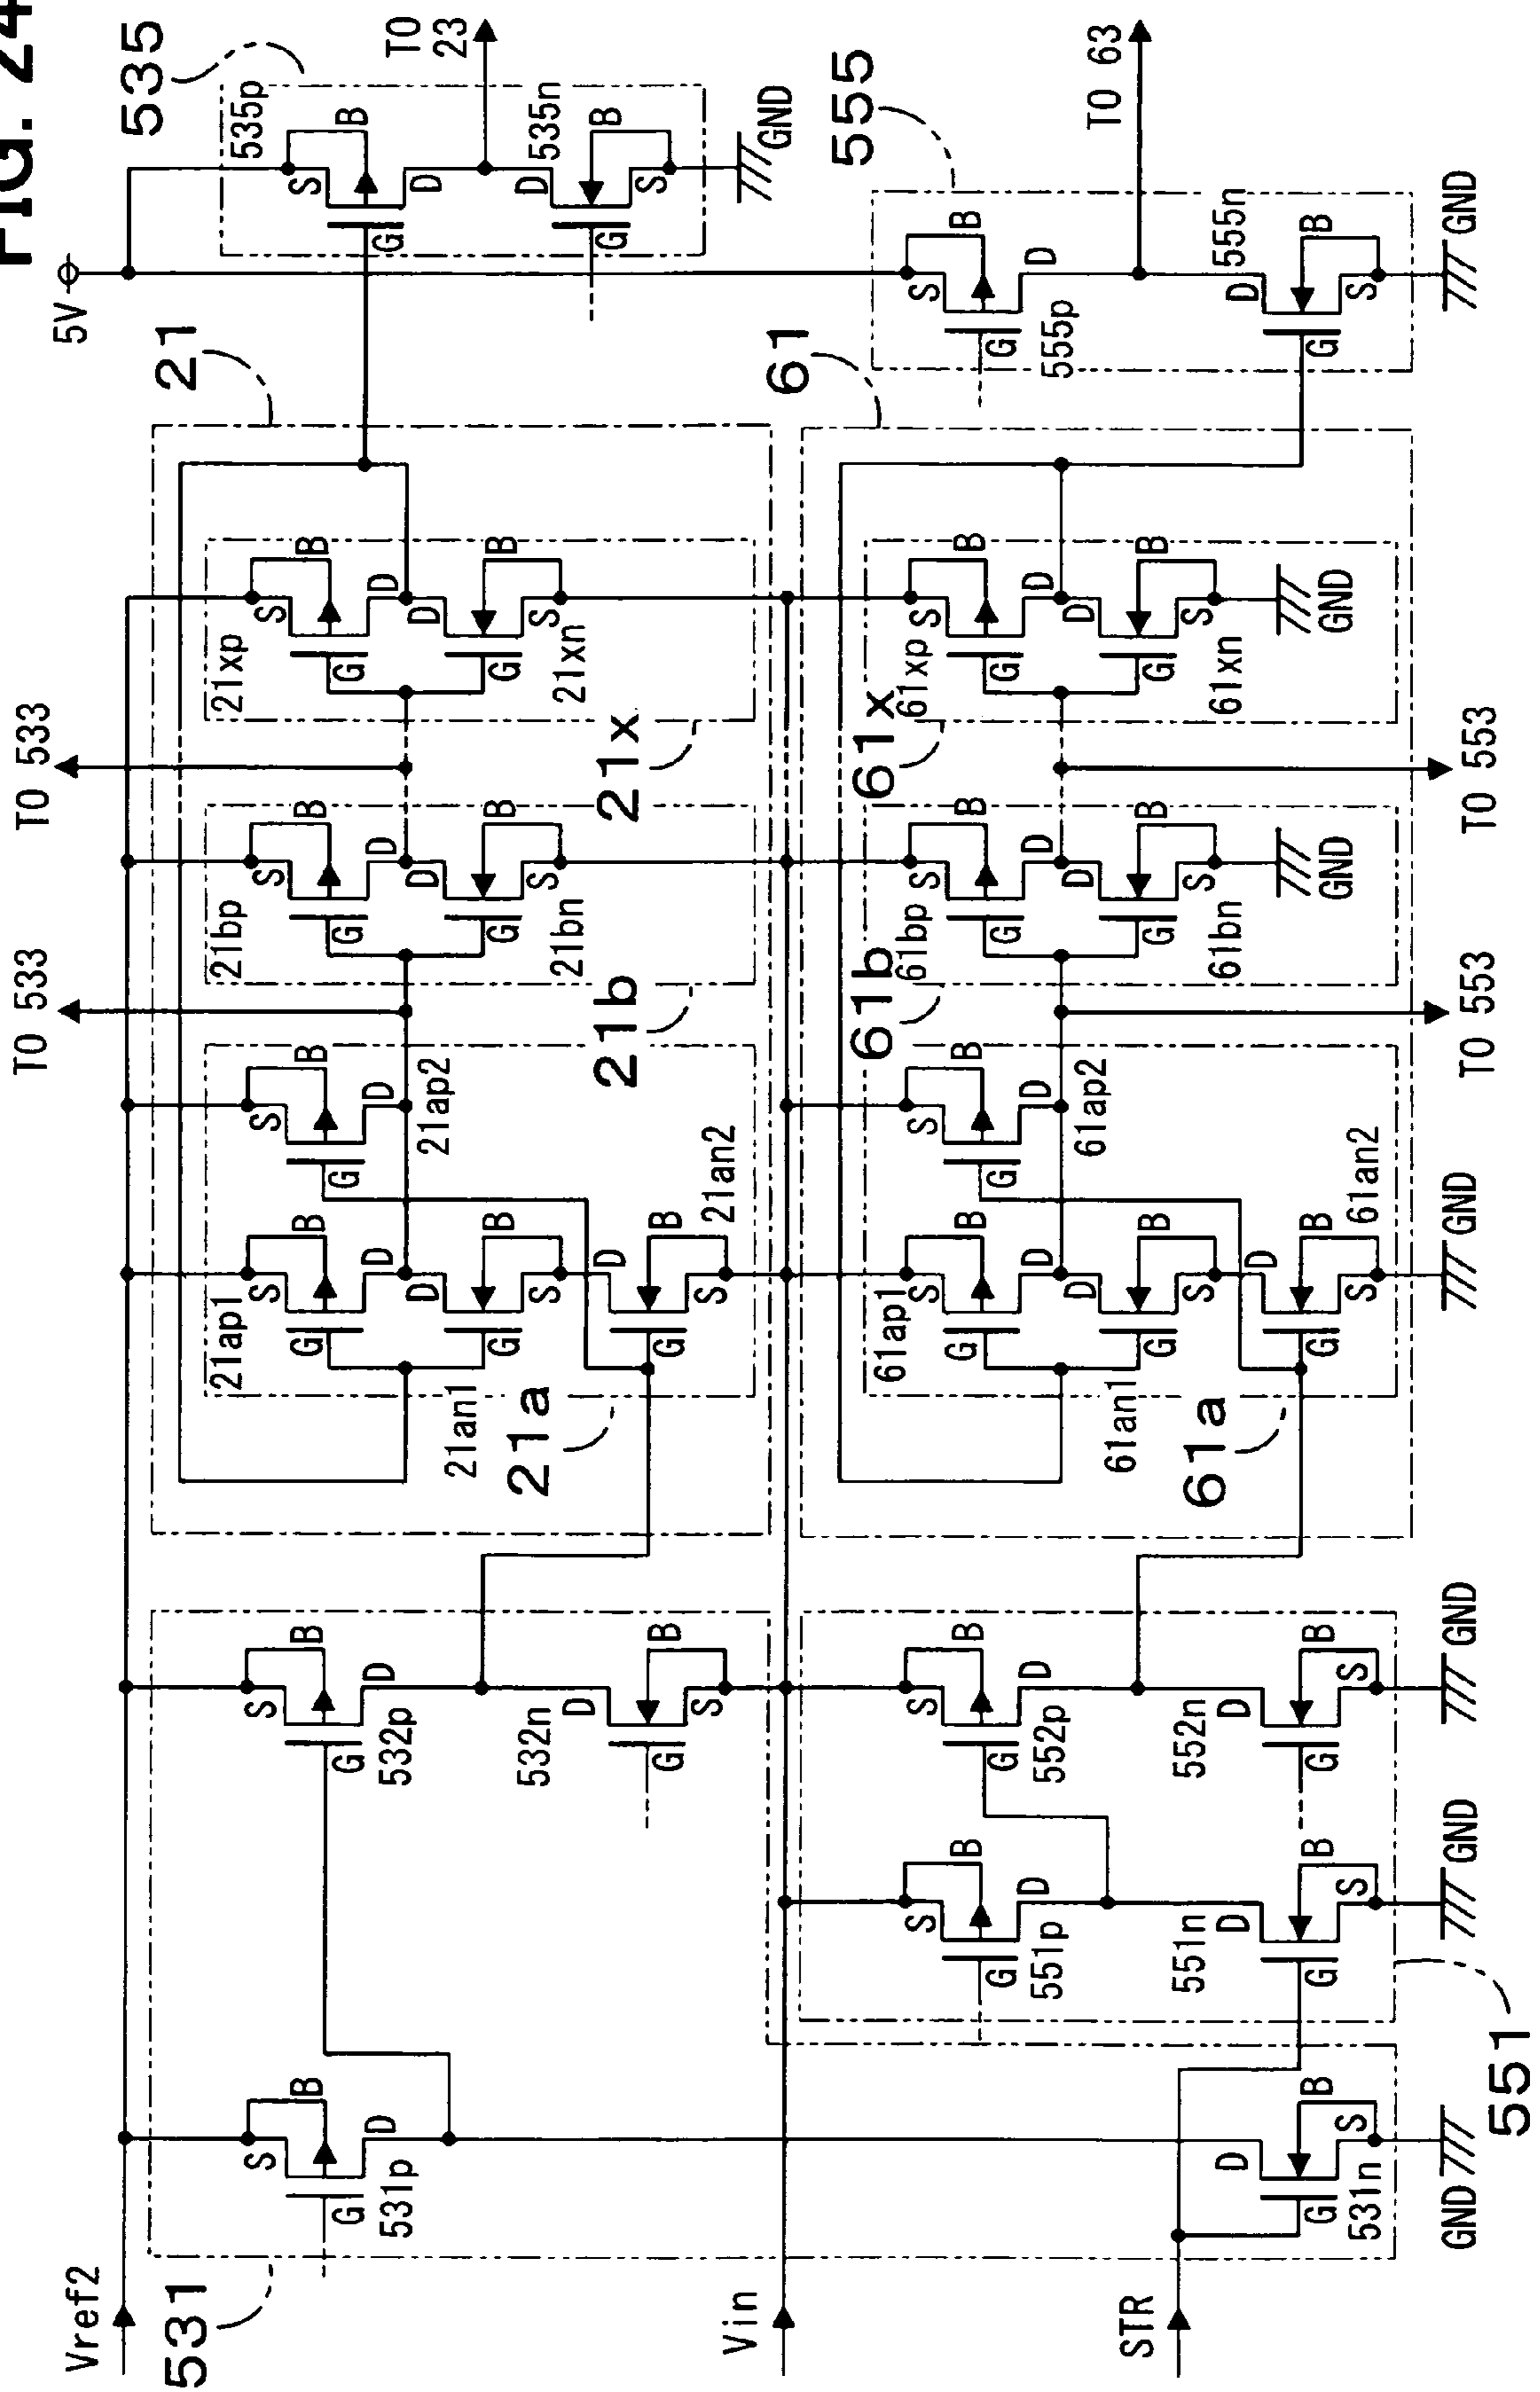 FIG. 24
TO 533
TO 533
Vref2
5V
531
21
535
TO
23
S
B
G
D
531p
S
B
G
D
532p
D
B
G
S
532n
21ap1
S
B
G
D
S
B
G
D
21ap2
D
B
G
S
21an1
D
B
G
S
21an2
21a
21bp
S
B
G
D
D
B
G
S
21bn
21b
21xp
S
B
G
D
D
B
G
S
21xn
21x
535p
S
B
G
D
535n
D
B
G
S
GND
Vin
61
555
S
B
G
D
551p
D
B
G
S
551n
GND
S
B
G
D
552p
D
B
G
S
552n
GND
61ap1
S
B
G
D
S
B
G
D
61ap2
D
B
G
S
61an1
D
B
G
S
61an2
GND
61a
61b
61bp
S
B
G
D
D
B
G
S
61bn
GND
61x
61xp
S
B
G
D
D
B
G
S
61xn
GND
S
B
G
D
555p
TO 63
555n
D
B
G
S
GND
STR
D
B
G
S
531n
GND
551
TO 553
TO 553